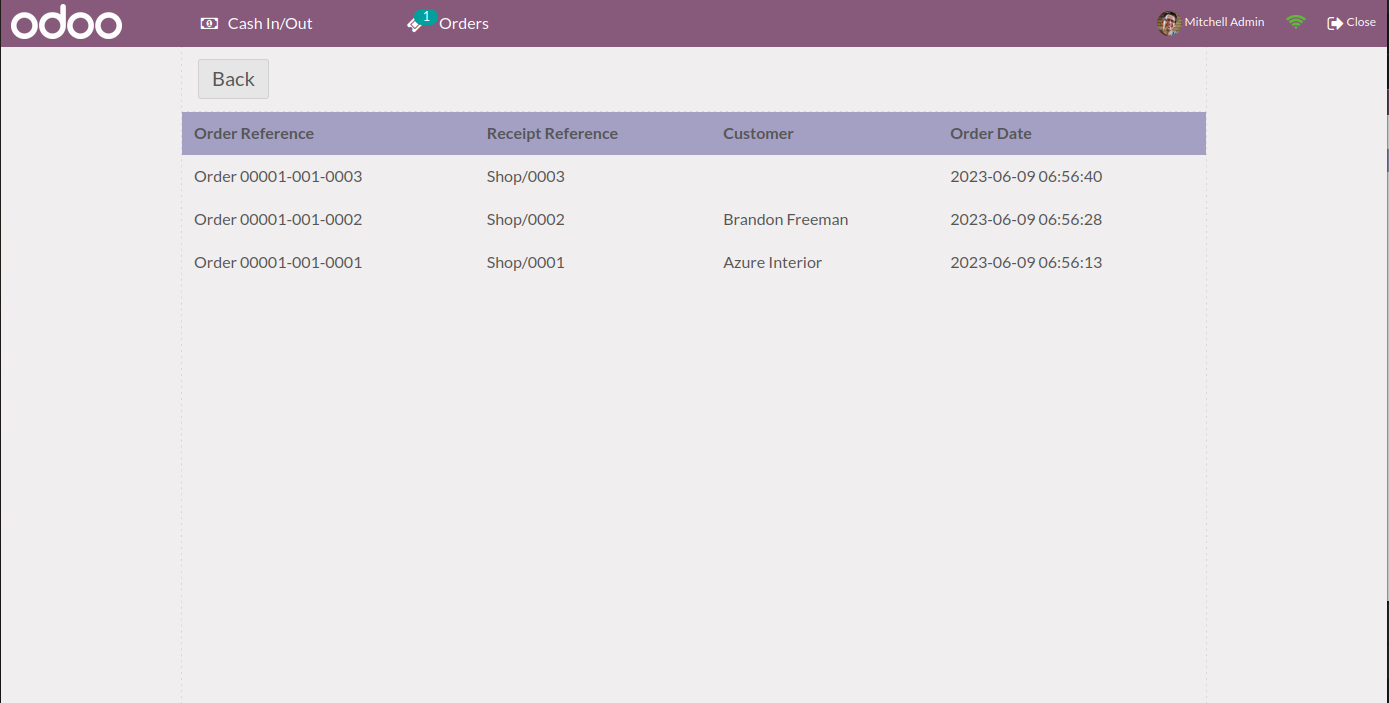 odoo Cash In/Out 1 Orders Mitchell Admin Close
Back
Order Reference Receipt Reference Customer Order Date
Order 00001-001-0003 Shop/0003 2023-06-09 06:56:40
Order 00001-001-0002 Shop/0002 Brandon Freeman 2023-06-09 06:56:28
Order 00001-001-0001 Shop/0001 Azure Interior 2023-06-09 06:56:13